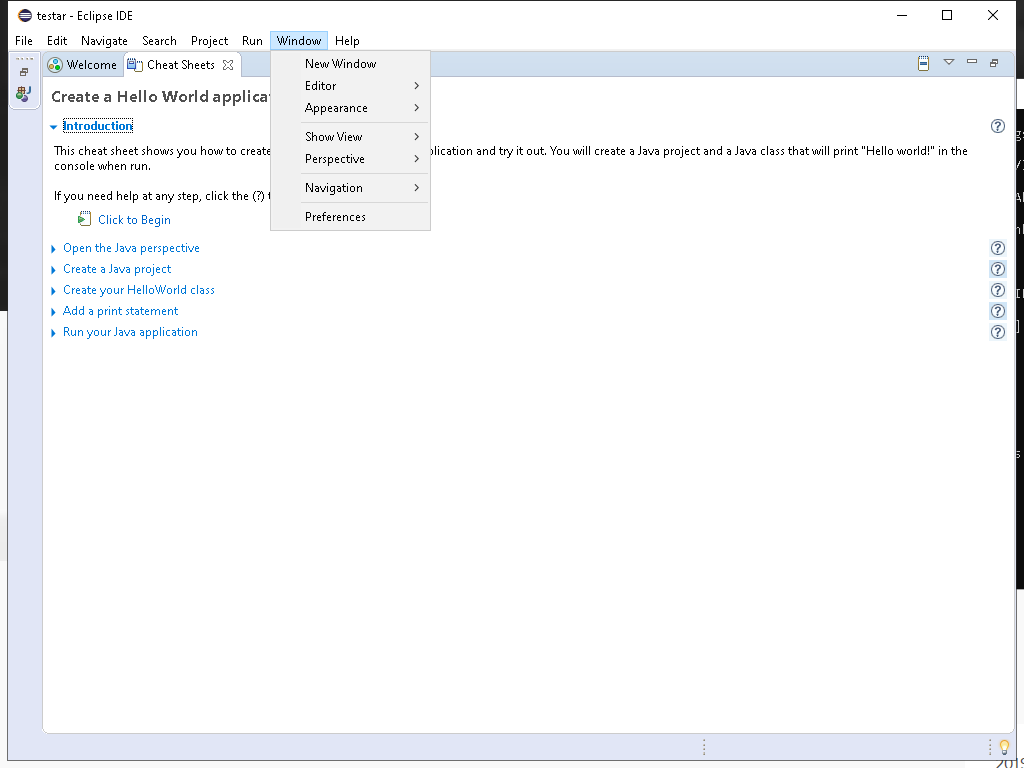 testar - Eclipse IDE
File Edit Navigate Search Project Run Window Help
Welcome Cheat Sheets
New Window
Editor
Appearance
Show View
Perspective
Navigation
Preferences
Create a Hello World applica
Introduction
This cheat sheet shows you how to create plication and try it out. You will create a Java project and a Java class that will print "Hello world!" in the
console when run.
If you need help at any step, click the (?) t
Click to Begin
Open the Java perspective
Create a Java project
Create your HelloWorld class
Add a print statement
Run your Java application